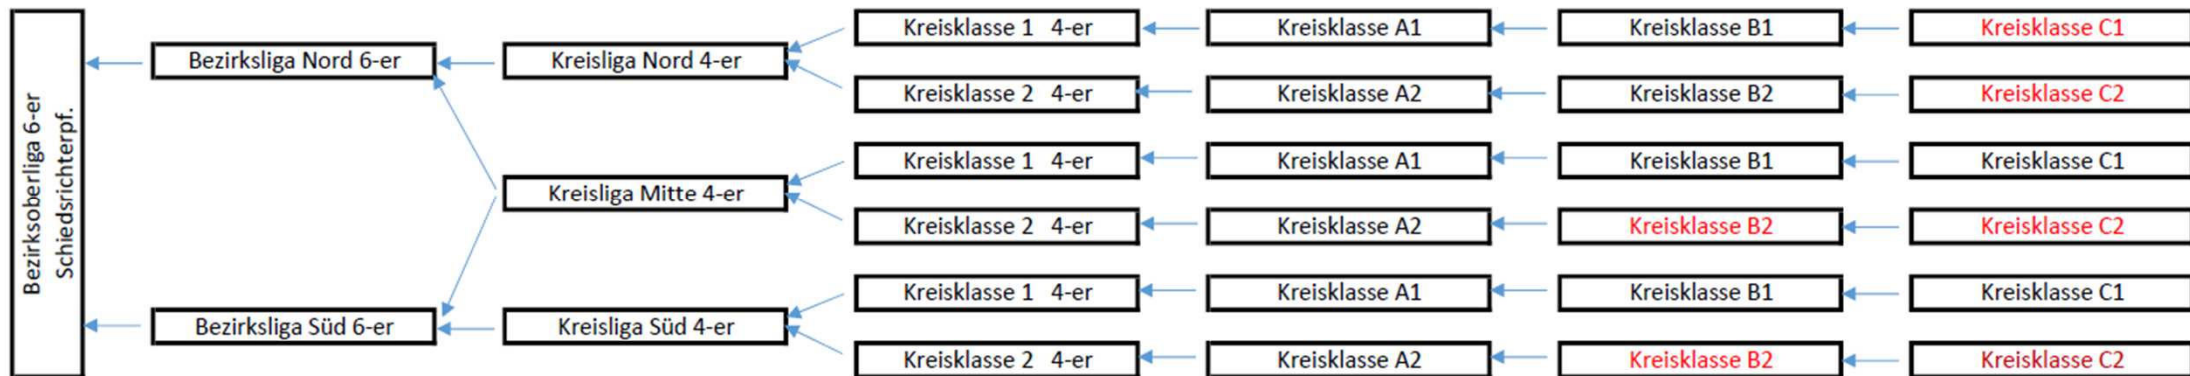 Bezirksoberliga 6-er
Schiedsrichterpf.
Kreisklasse 1 4-er
Kreisklasse A1
Kreisklasse B1
Kreisklasse C1
Bezirksliga Nord 6-er
Kreisliga Nord 4-er
Kreisklasse 2 4-er
Kreisklasse A2
Kreisklasse B2
Kreisklasse C2
Kreisklasse 1 4-er
Kreisklasse A1
Kreisklasse B1
Kreisklasse C1
Kreisliga Mitte 4-er
Kreisklasse 2 4-er
Kreisklasse A2
Kreisklasse B2
Kreisklasse C2
Kreisklasse 1 4-er
Kreisklasse A1
Kreisklasse B1
Kreisklasse C1
Bezirksliga Süd 6-er
Kreisliga Süd 4-er
Kreisklasse 2 4-er
Kreisklasse A2
Kreisklasse B2
Kreisklasse C2